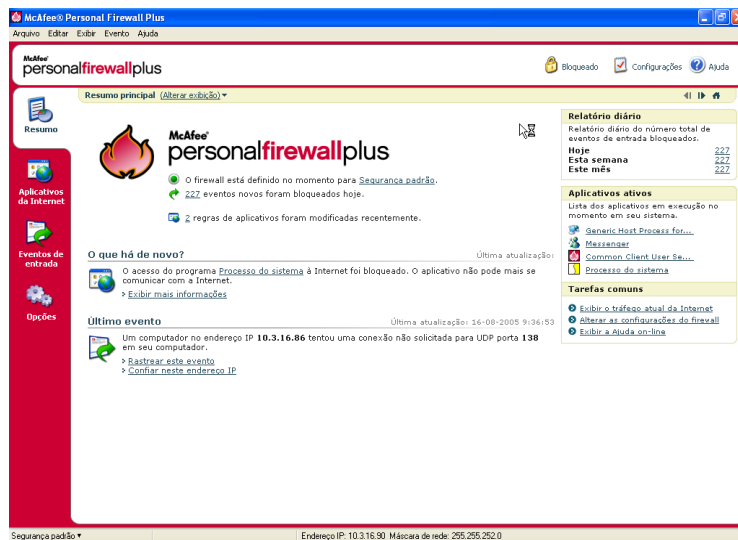 McAfee® Personal Firewall Plus
Arquivo Editar Exibir Evento Ajuda
McAfee®
personalfirewallplus
Bloqueado Configurações Ajuda
Resumo
Aplicativos
da Internet
Eventos de
entrada
Opções
Resumo principal (Alterar exibição)
McAfee®
personalfirewallplus
O firewall está definido no momento para Segurança padrão.
227 eventos novos foram bloqueados hoje.
2 regras de aplicativos foram modificadas recentemente.
O que há de novo? Última atualização:
O acesso do programa Processo do sistema à Internet foi bloqueado. O aplicativo não pode mais se
comunicar com a Internet.
Exibir mais informações
Último evento Última atualização: 16-08-2005 9:36:53
Um computador no endereço IP 10.3.16.86 tentou uma conexão não solicitada para UDP porta 138
em seu computador.
Rastrear este evento
Confiar neste endereço IP
Relatório diário
Relatório diário do número total de
eventos de entrada bloqueados.
Hoje 227
Esta semana 227
Este mês 227
Aplicativos ativos
Lista dos aplicativos em execução no
momento em seu sistema.
Generic Host Process for...
Messenger
Common Client User Se...
Processo do sistema
Tarefas comuns
Exibir o tráfego atual da Internet
Alterar as configurações do firewall
Exibir a Ajuda on-line
Segurança padrão Endereço IP: 10.3.16.90 Máscara de rede: 255.255.252.0